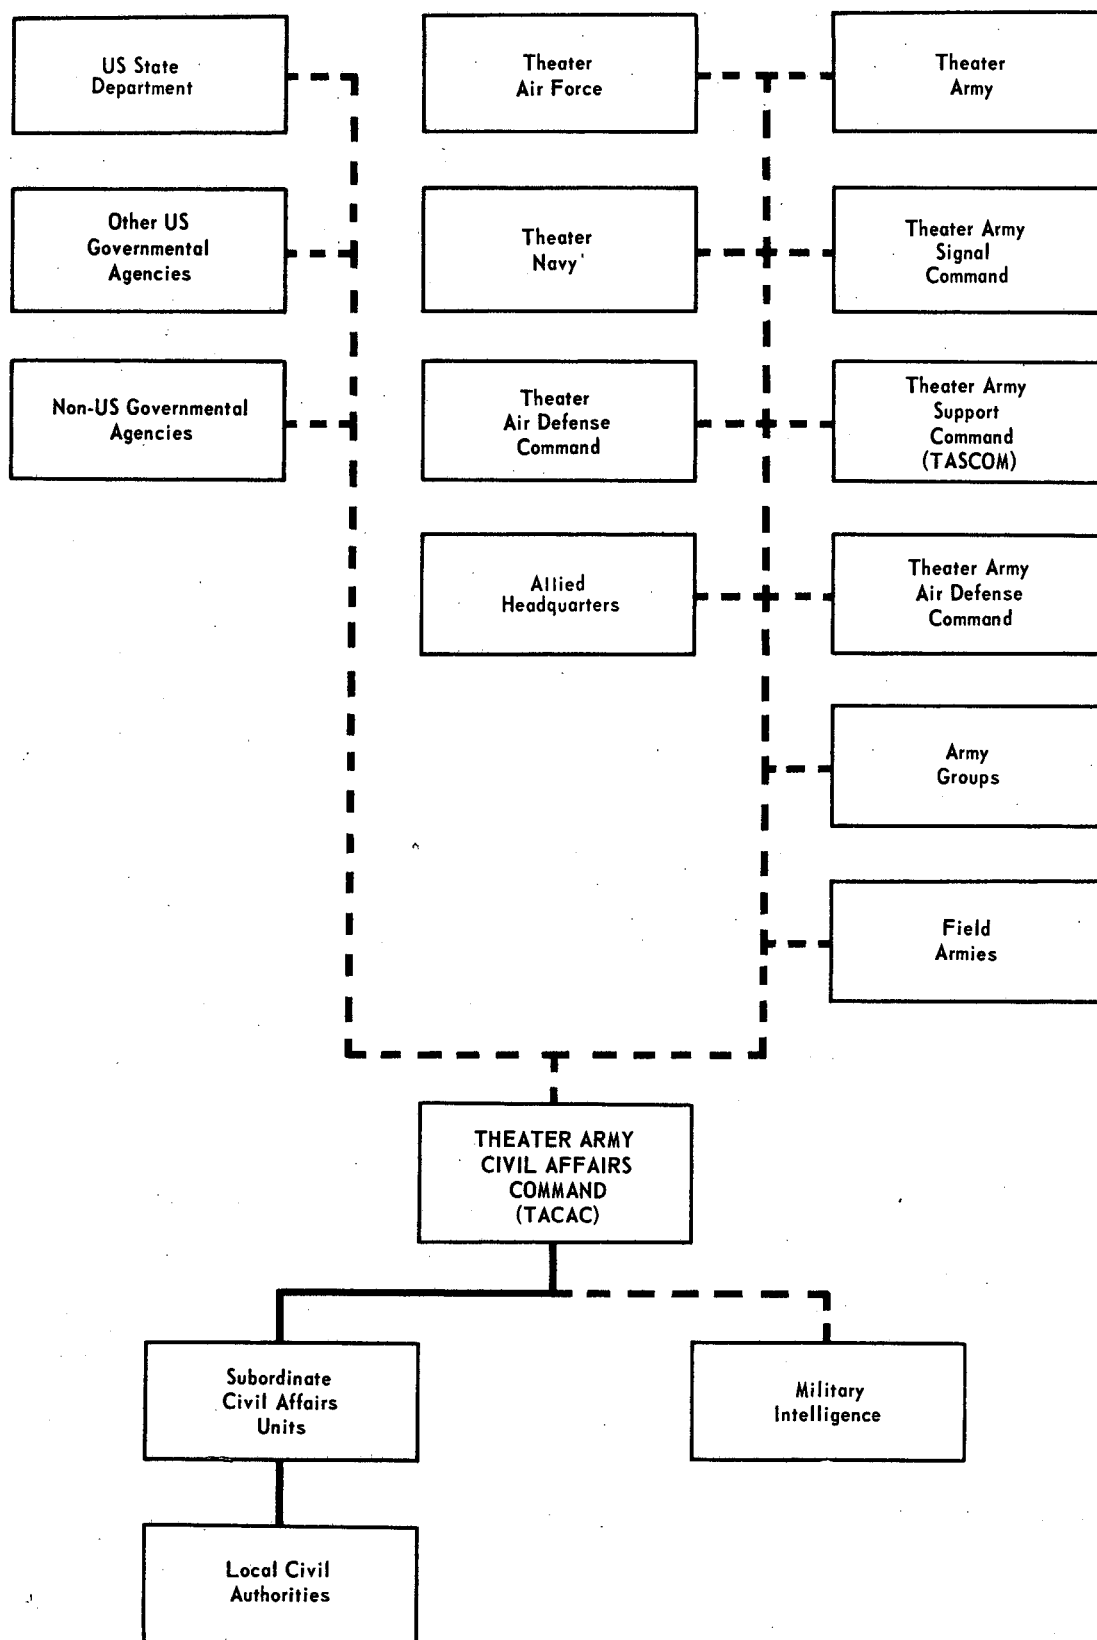 US State
Department
Theater
Air Force
Theater
Army
Other US
Governmental
Agencies
Theater
Navy
Theater Army
Signal
Command
Non-US Governmental
Agencies
Theater
Air Defense
Command
Theater Army
Support
Command
(TASCOM)
Allied
Headquarters
Theater Army
Air Defense
Command
Army
Groups
Field
Armies
THEATER ARMY
CIVIL AFFAIRS
COMMAND
(TACAC)
Subordinate
Civil Affairs
Units
Military
Intelligence
Local Civil
Authorities